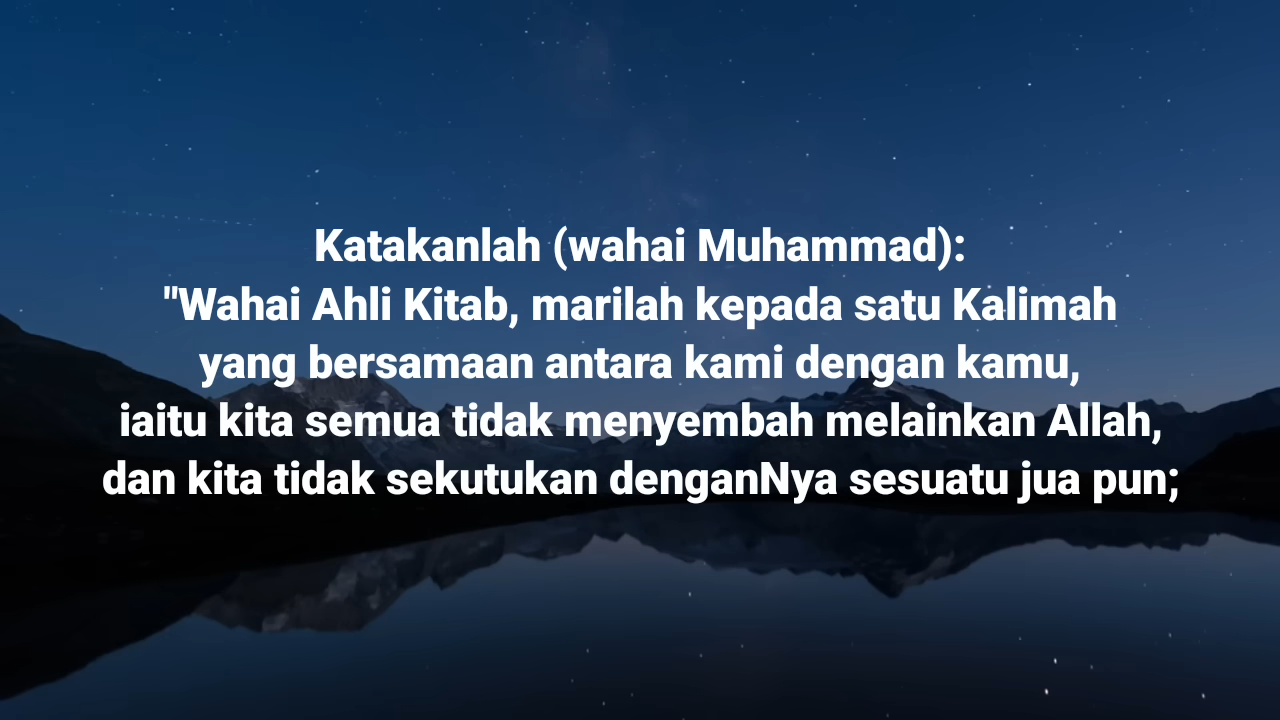 Katakanlah (wahai Muhammad):
"Wahai Ahli Kitab, marilah kepada satu Kalimah
yang bersamaan antara kami dengan kamu,
iaitu kita semua tidak menyembah melainkan Allah,
dan kita tidak sekutukan denganNya sesuatu jua pun;